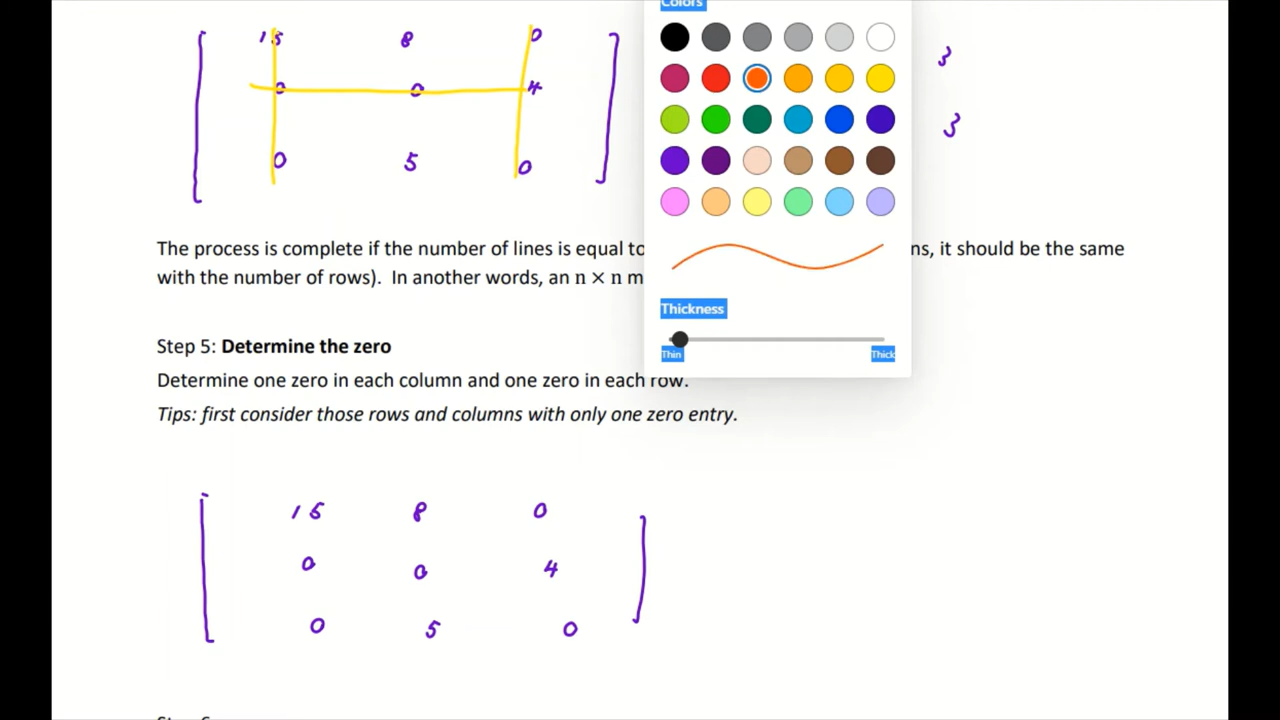 Colors
15 8 0
3
0 0 4
3
0 5 0
The process is complete if the number of lines is equal to ns, it should be the same
with the number of rows). In another words, an n × n m
Thickness
Thin Thick
Step 5: Determine the zero
Determine one zero in each column and one zero in each row.
Tips: first consider those rows and columns with only one zero entry.
15 8 0
0 0 4
0 5 0